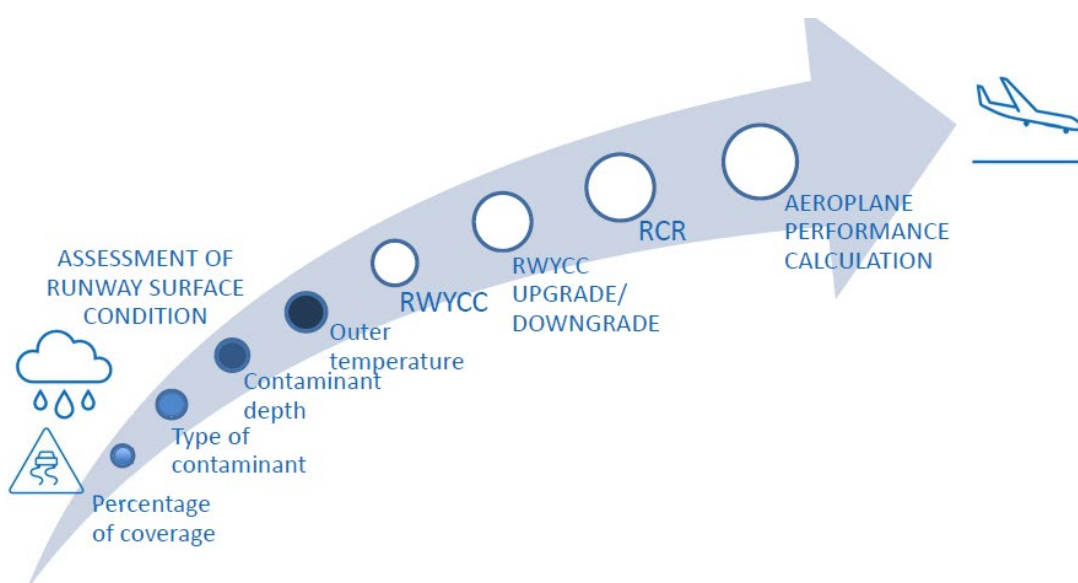 ASSESSMENT OF
RUNWAY SURFACE
CONDITION
Percentage
of coverage
Type of
contaminant
Contaminant
depth
Outer
temperature
RWYCC
RWYCC
UPGRADE/
DOWNGRADE
RCR
AEROPLANE
PERFORMANCE
CALCULATION